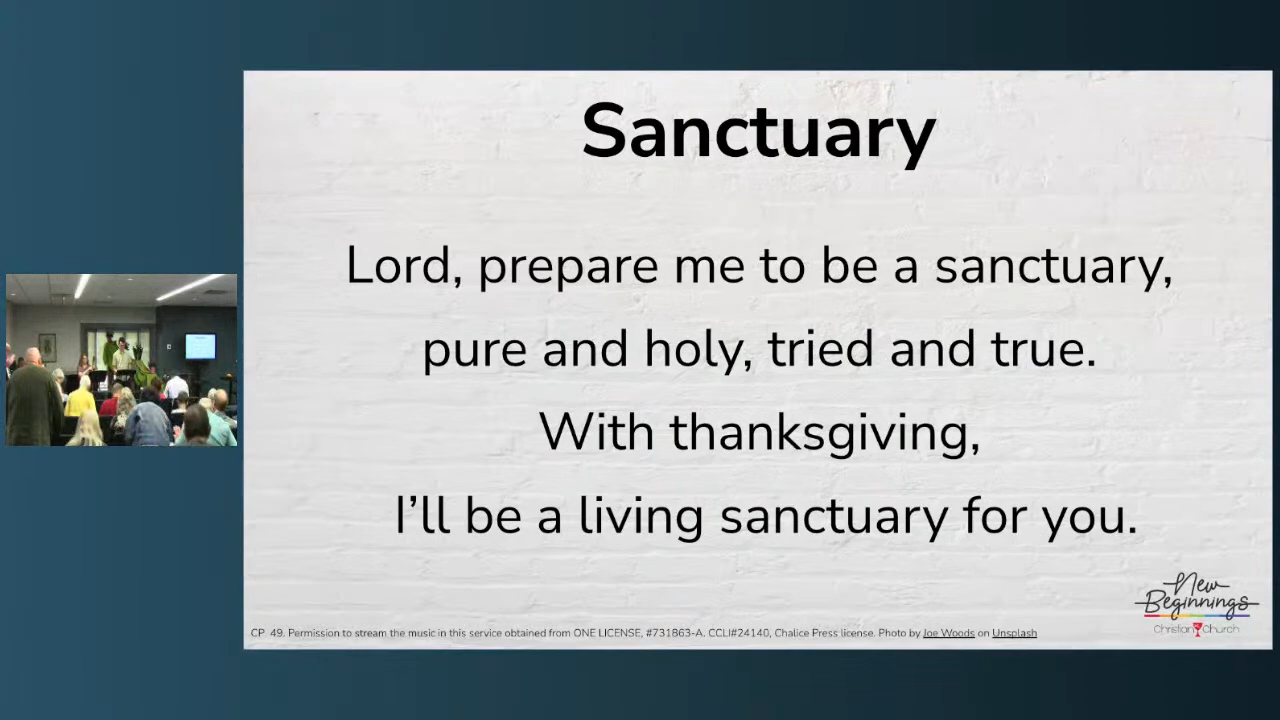 Sanctuary
Lord, prepare me to be a sanctuary,
pure and holy, tried and true.
With thanksgiving,
I’ll be a living sanctuary for you.
New
Beginnings
Christian Church
CP 49. Permission to stream the music in this service obtained from ONE LICENSE, #731863-A, CCLI#24140, Chalice Press license. Photo by Joe Woods on Unsplash